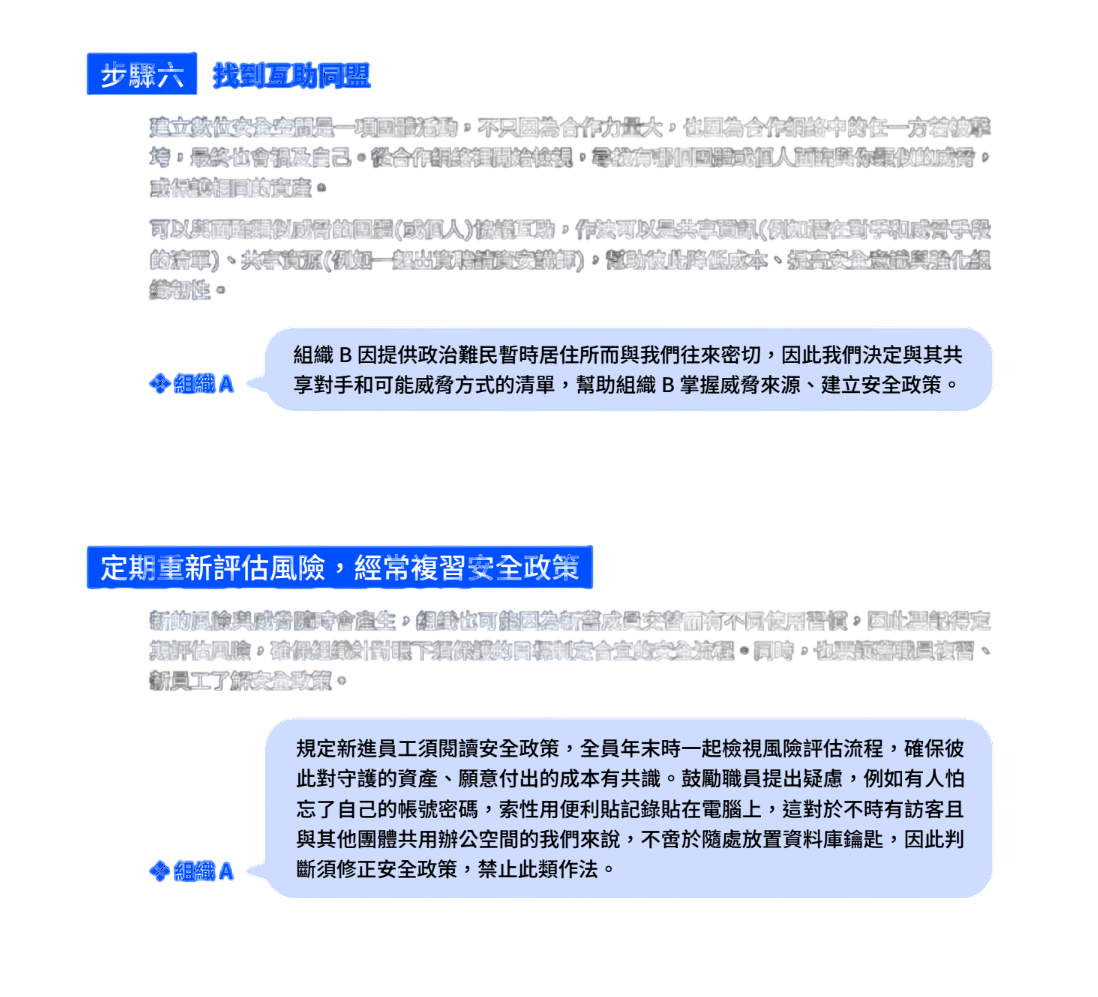 步驟六 找到互助同盟
建立數位安全空間是一項團體活動，不只因為合作力量大，也因為合作網絡中的任一方若被擊
垮，最終也會損及自己。從合作網絡裡開始檢視，尋找有哪個團體或個人面臨與你類似的威脅，
或保護相同的資產。
可以與面臨類似威脅的團體(或個人)協議互助，作法可以是共享資訊(例如潛在對手和威脅手段
的清單)、共享資源(例如一起出資聘請資安講師)，幫助彼此降低成本、提高安全意識與強化組
織韌性。
組織 B 因提供政治難民暫時居住所而與我們往來密切，因此我們決定與其共
享對手和可能威脅方式的清單，幫助組織 B 掌握威脅來源、建立安全政策。
組織 A
定期重新評估風險，經常複習安全政策
新的風險與威脅隨時會產生，組織也可能因為新舊成員交替而有不同使用習慣，因此要記得定
期評估風險，確保組織針對眼下須保護的目標制定合宜的安全流程。同時，也要讓舊職員複習、
新員工了解安全政策。
規定新進員工須閱讀安全政策，全員年末時一起檢視風險評估流程，確保彼
此對守護的資產、願意付出的成本有共識。鼓勵職員提出疑慮，例如有人怕
忘了自己的帳號密碼，索性用便利貼記錄貼在電腦上，這對於不時有訪客且
與其他團體共用辦公空間的我們來說，不啻於隨處放置資料庫鑰匙，因此判
斷須修正安全政策，禁止此類作法。
組織 A